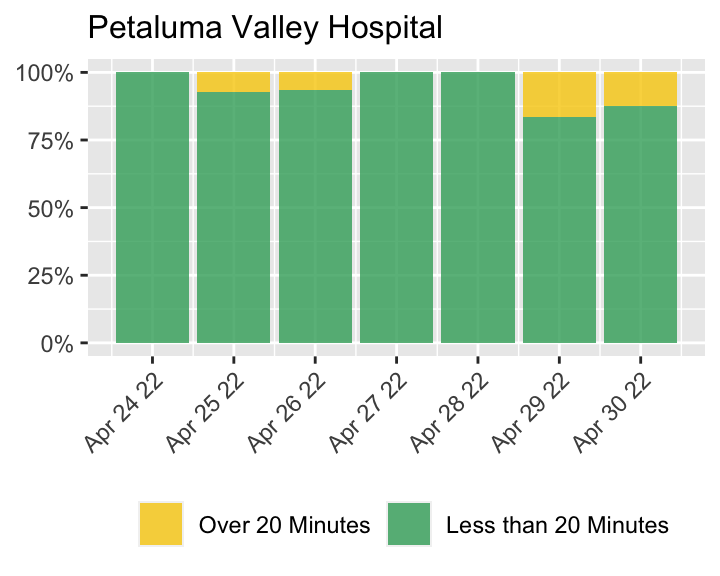 Petaluma Valley Hospital
100%
75%
50%
25%
0%
Apr 24 22
Apr 25 22
Apr 26 22
Apr 27 22
Apr 28 22
Apr 29 22
Apr 30 22
Over 20 Minutes
Less than 20 Minutes